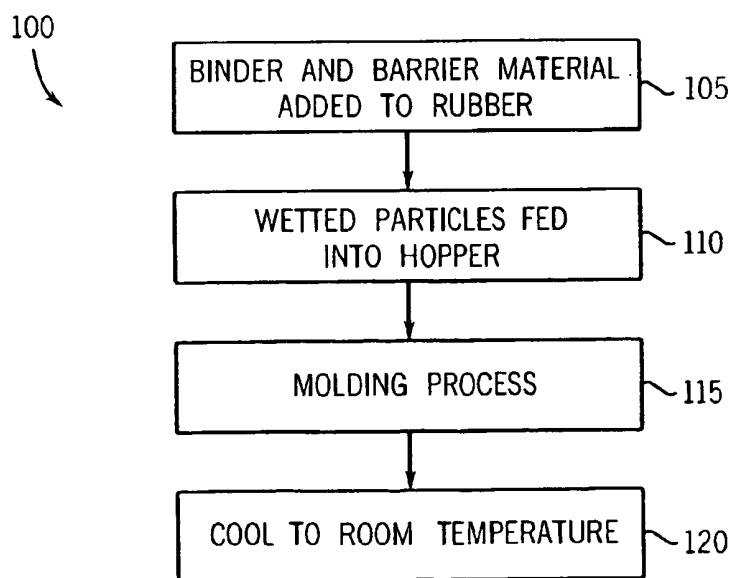 100
BINDER AND BARRIER MATERIAL
ADDED TO RUBBER
105
WETTED PARTICLES FED
INTO HOPPER
110
MOLDING PROCESS
115
COOL TO ROOM TEMPERATURE
120